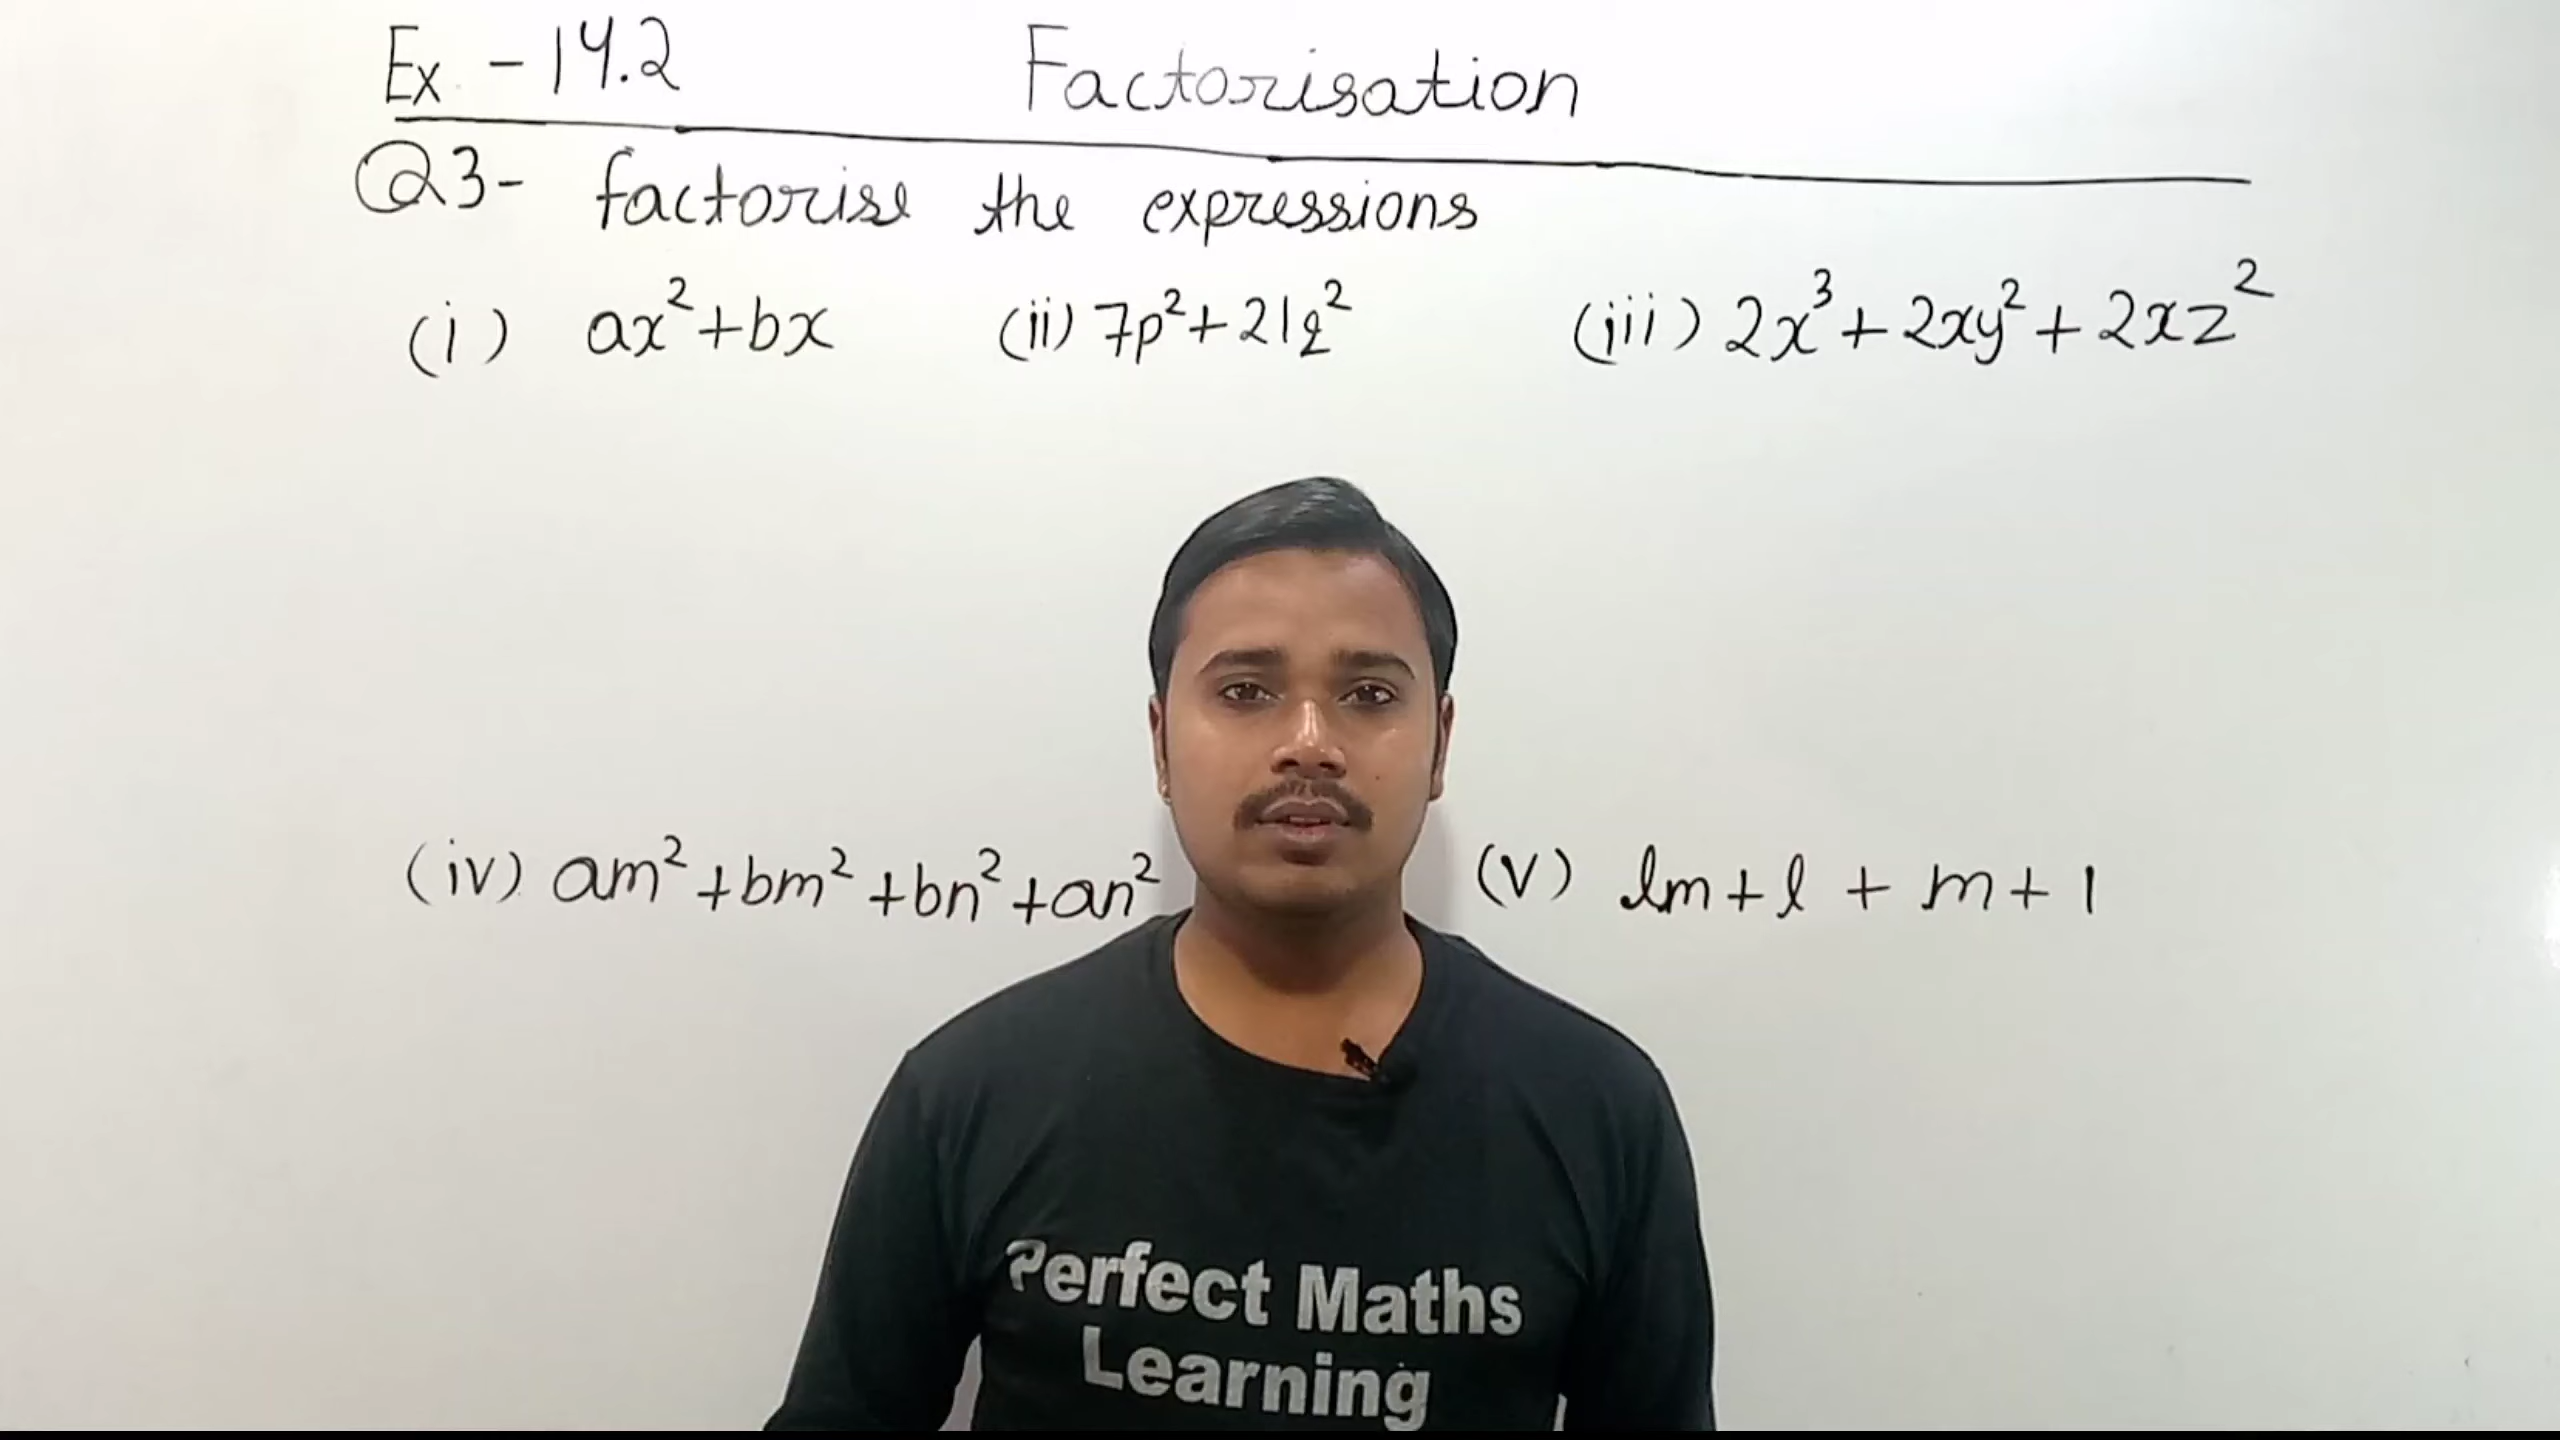 Ex - 14.2 Factorisation
Q3- factorise the expressions
(i) ax²+bx (ii) 7p²+21q² (iii) 2x³+2xy²+2xz²
(iv) am²+bm²+bn²+an² (v) lm+l+m+1
Perfect Maths
Learning